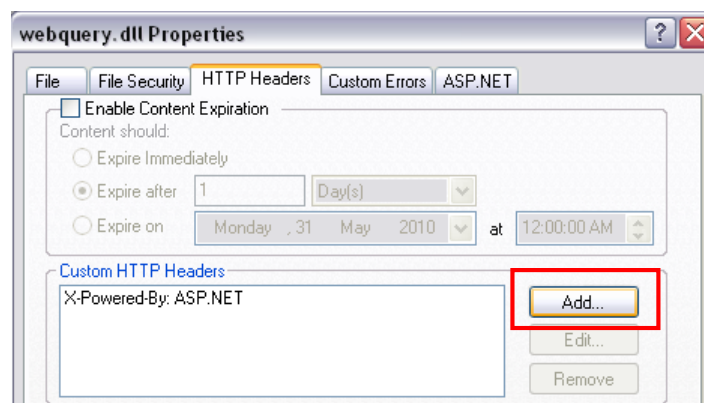 webquery.dll Properties
File File Security HTTP Headers Custom Errors ASP.NET
Enable Content Expiration
Content should:
Expire Immediately
Expire after 1 Day(s)
Expire on Monday , 31 May 2010 at 12:00:00 AM
Custom HTTP Headers
X-Powered-By: ASP.NET
Add...
Edit...
Remove